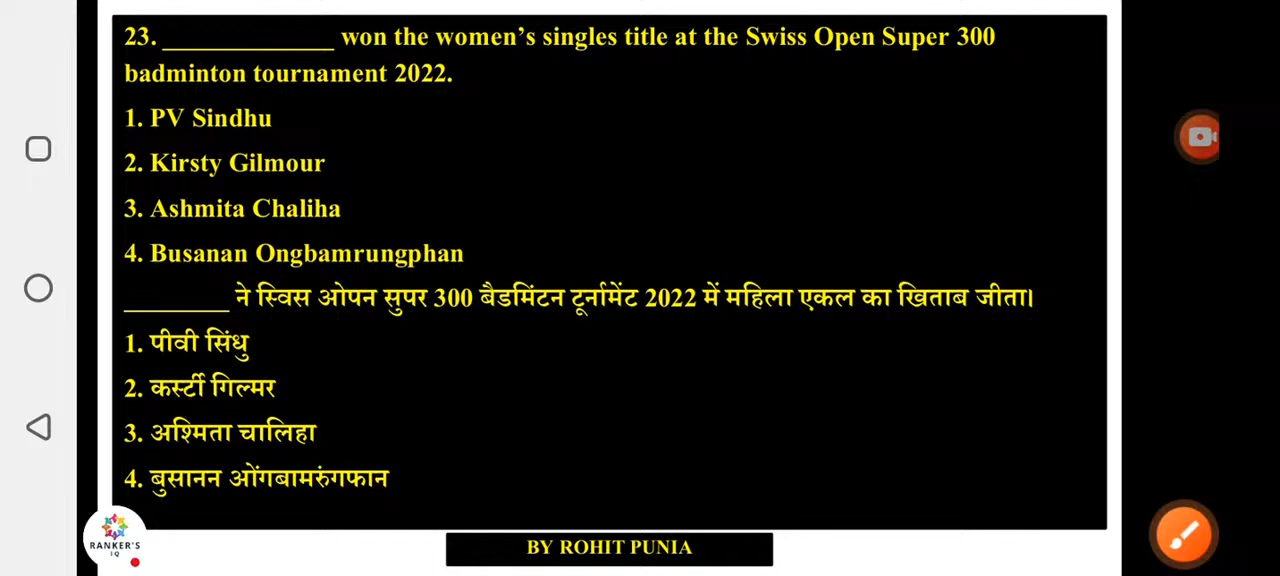 23. _____________ won the women’s singles title at the Swiss Open Super 300
badminton tournament 2022.
1. PV Sindhu
2. Kirsty Gilmour
3. Ashmita Chaliha
4. Busanan Ongbamrungphan
________ ने स्विस ओपन सुपर 300 बैडमिंटन टूर्नामेंट 2022 में महिला एकल का खिताब जीता।
1. पीवी सिंधु
2. कर्स्टी गिल्मर
3. अश्मिता चालिहा
4. बुसानन ओंगबामरुंगफान
RANKER'S
IQ
BY ROHIT PUNIA